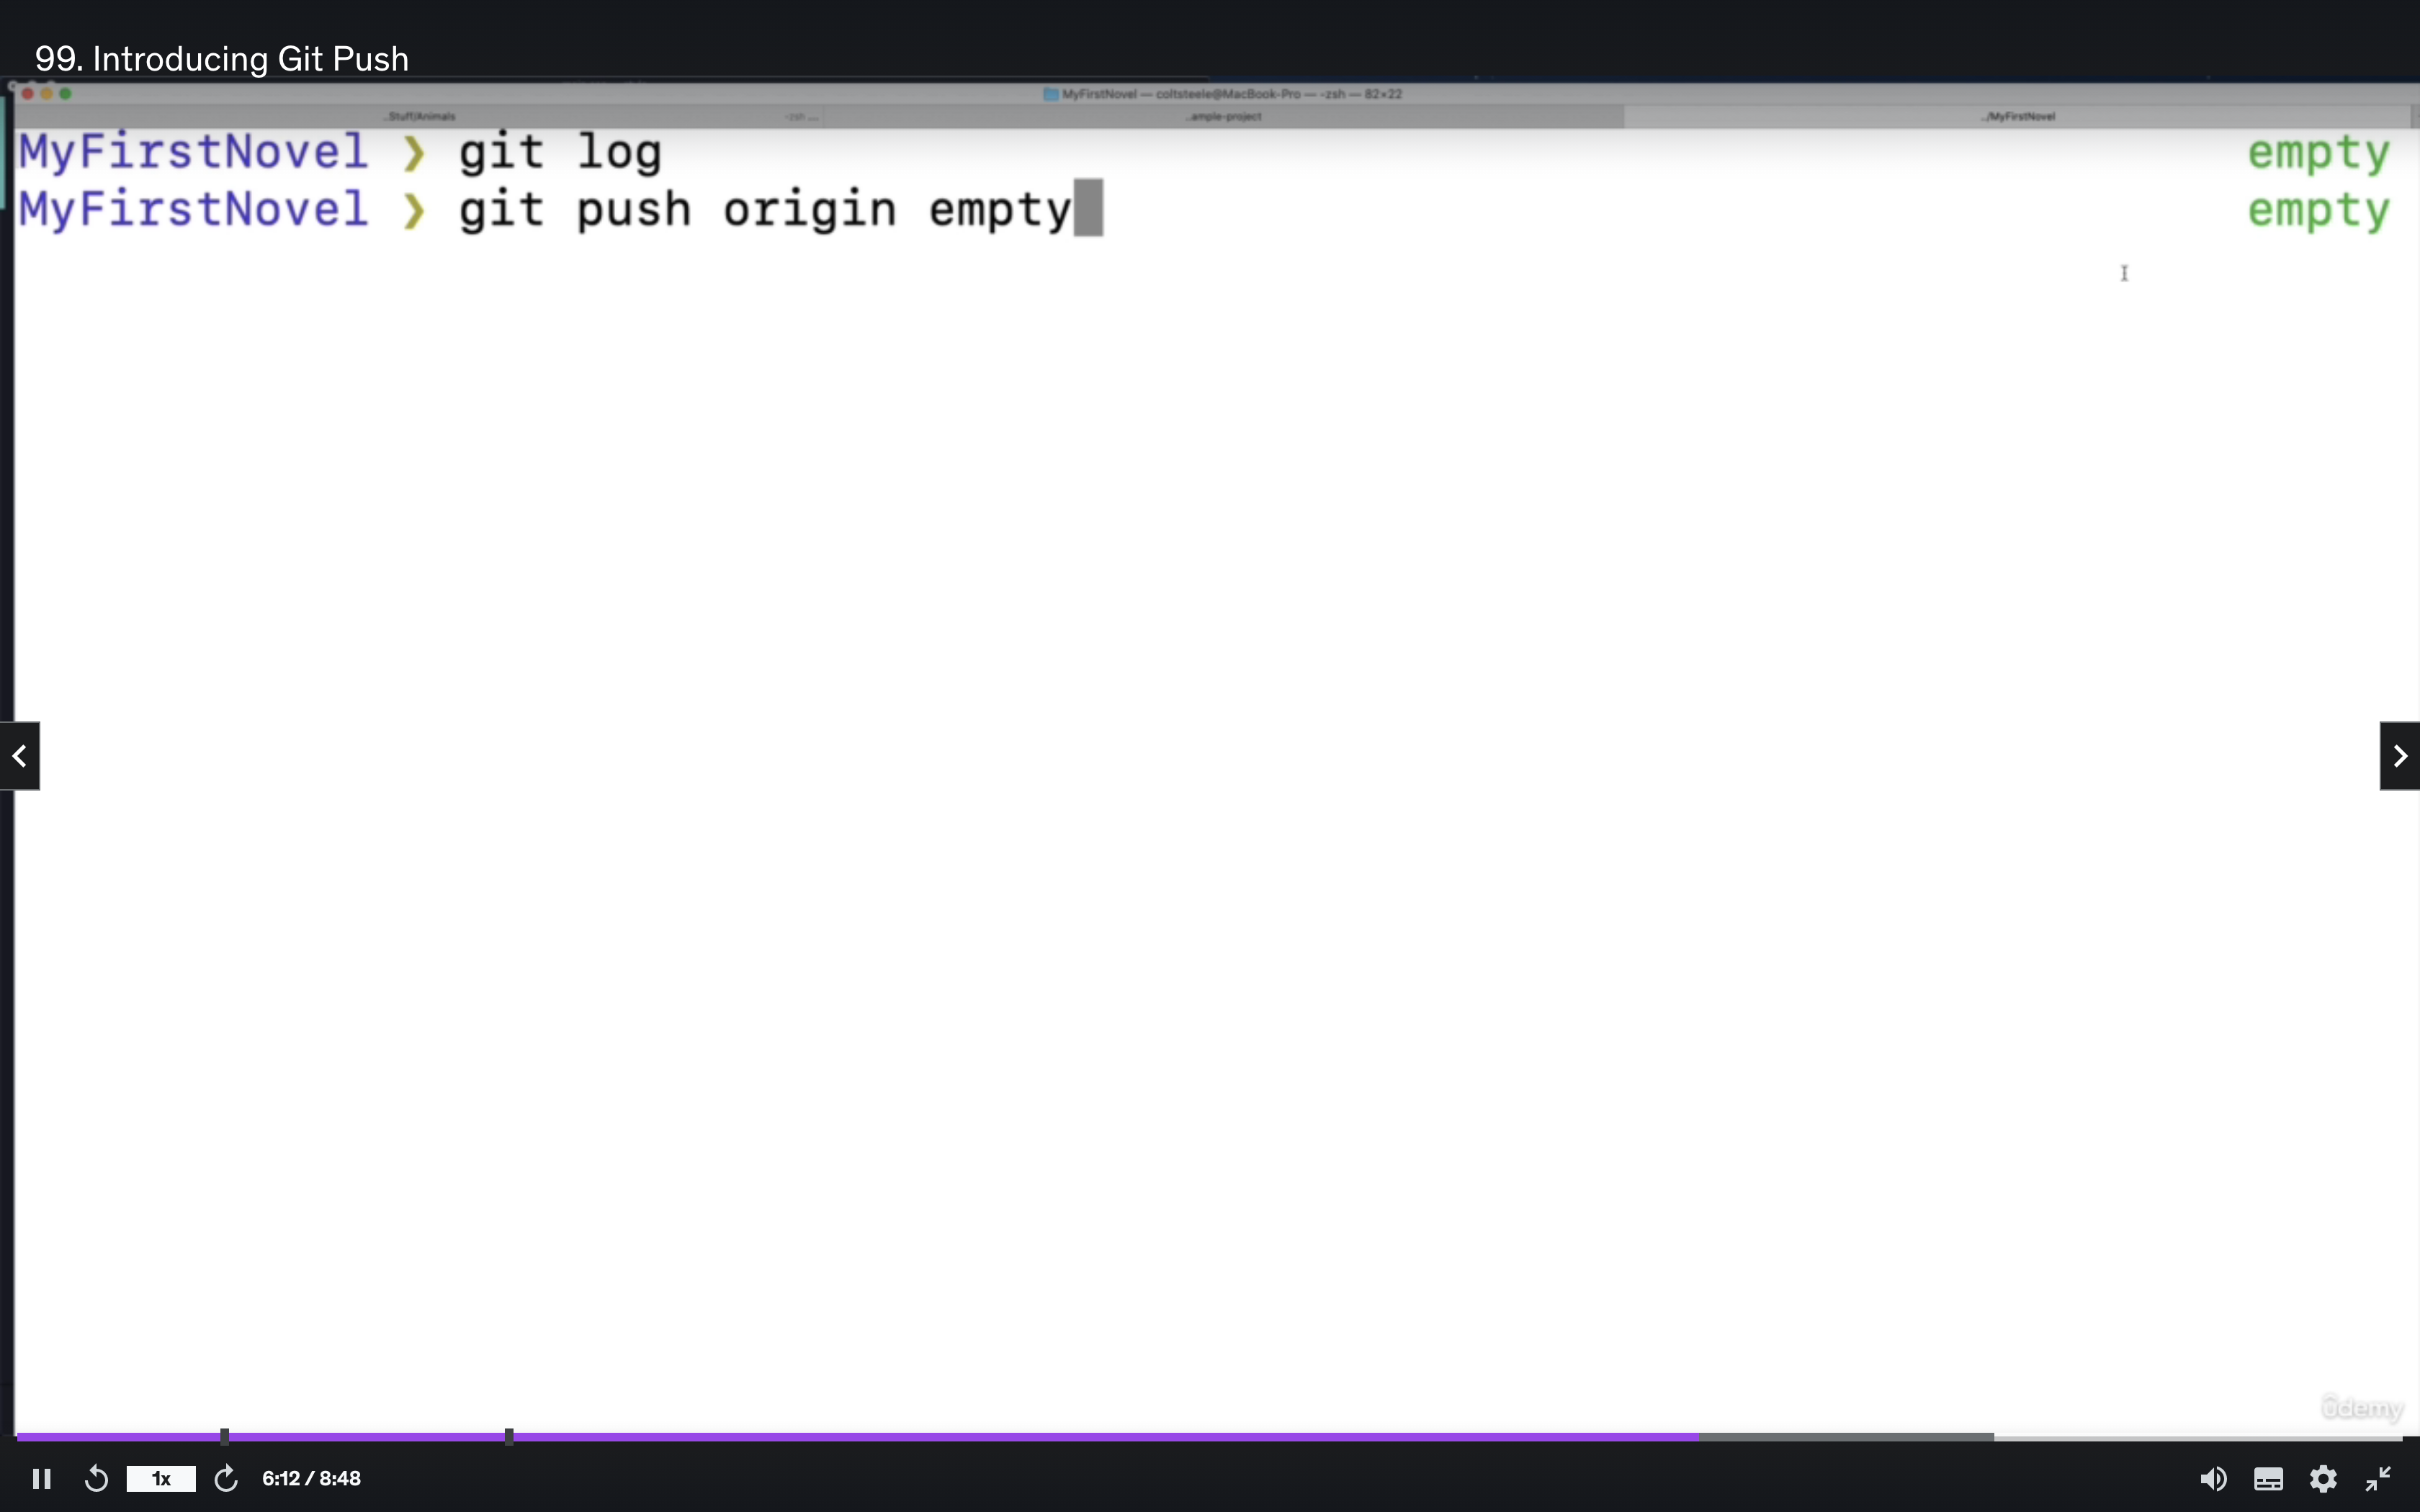 99. Introducing Git Push
MyFirstNovel — coltsteele@MacBook-Pro — -zsh — 82×22
..Stuff/Animals -zsh ... ..ample-project ../MyFirstNovel
MyFirstNovel ❯ git log empty
MyFirstNovel ❯ git push origin empty empty
ûdemy
1x 6:12 / 8:48